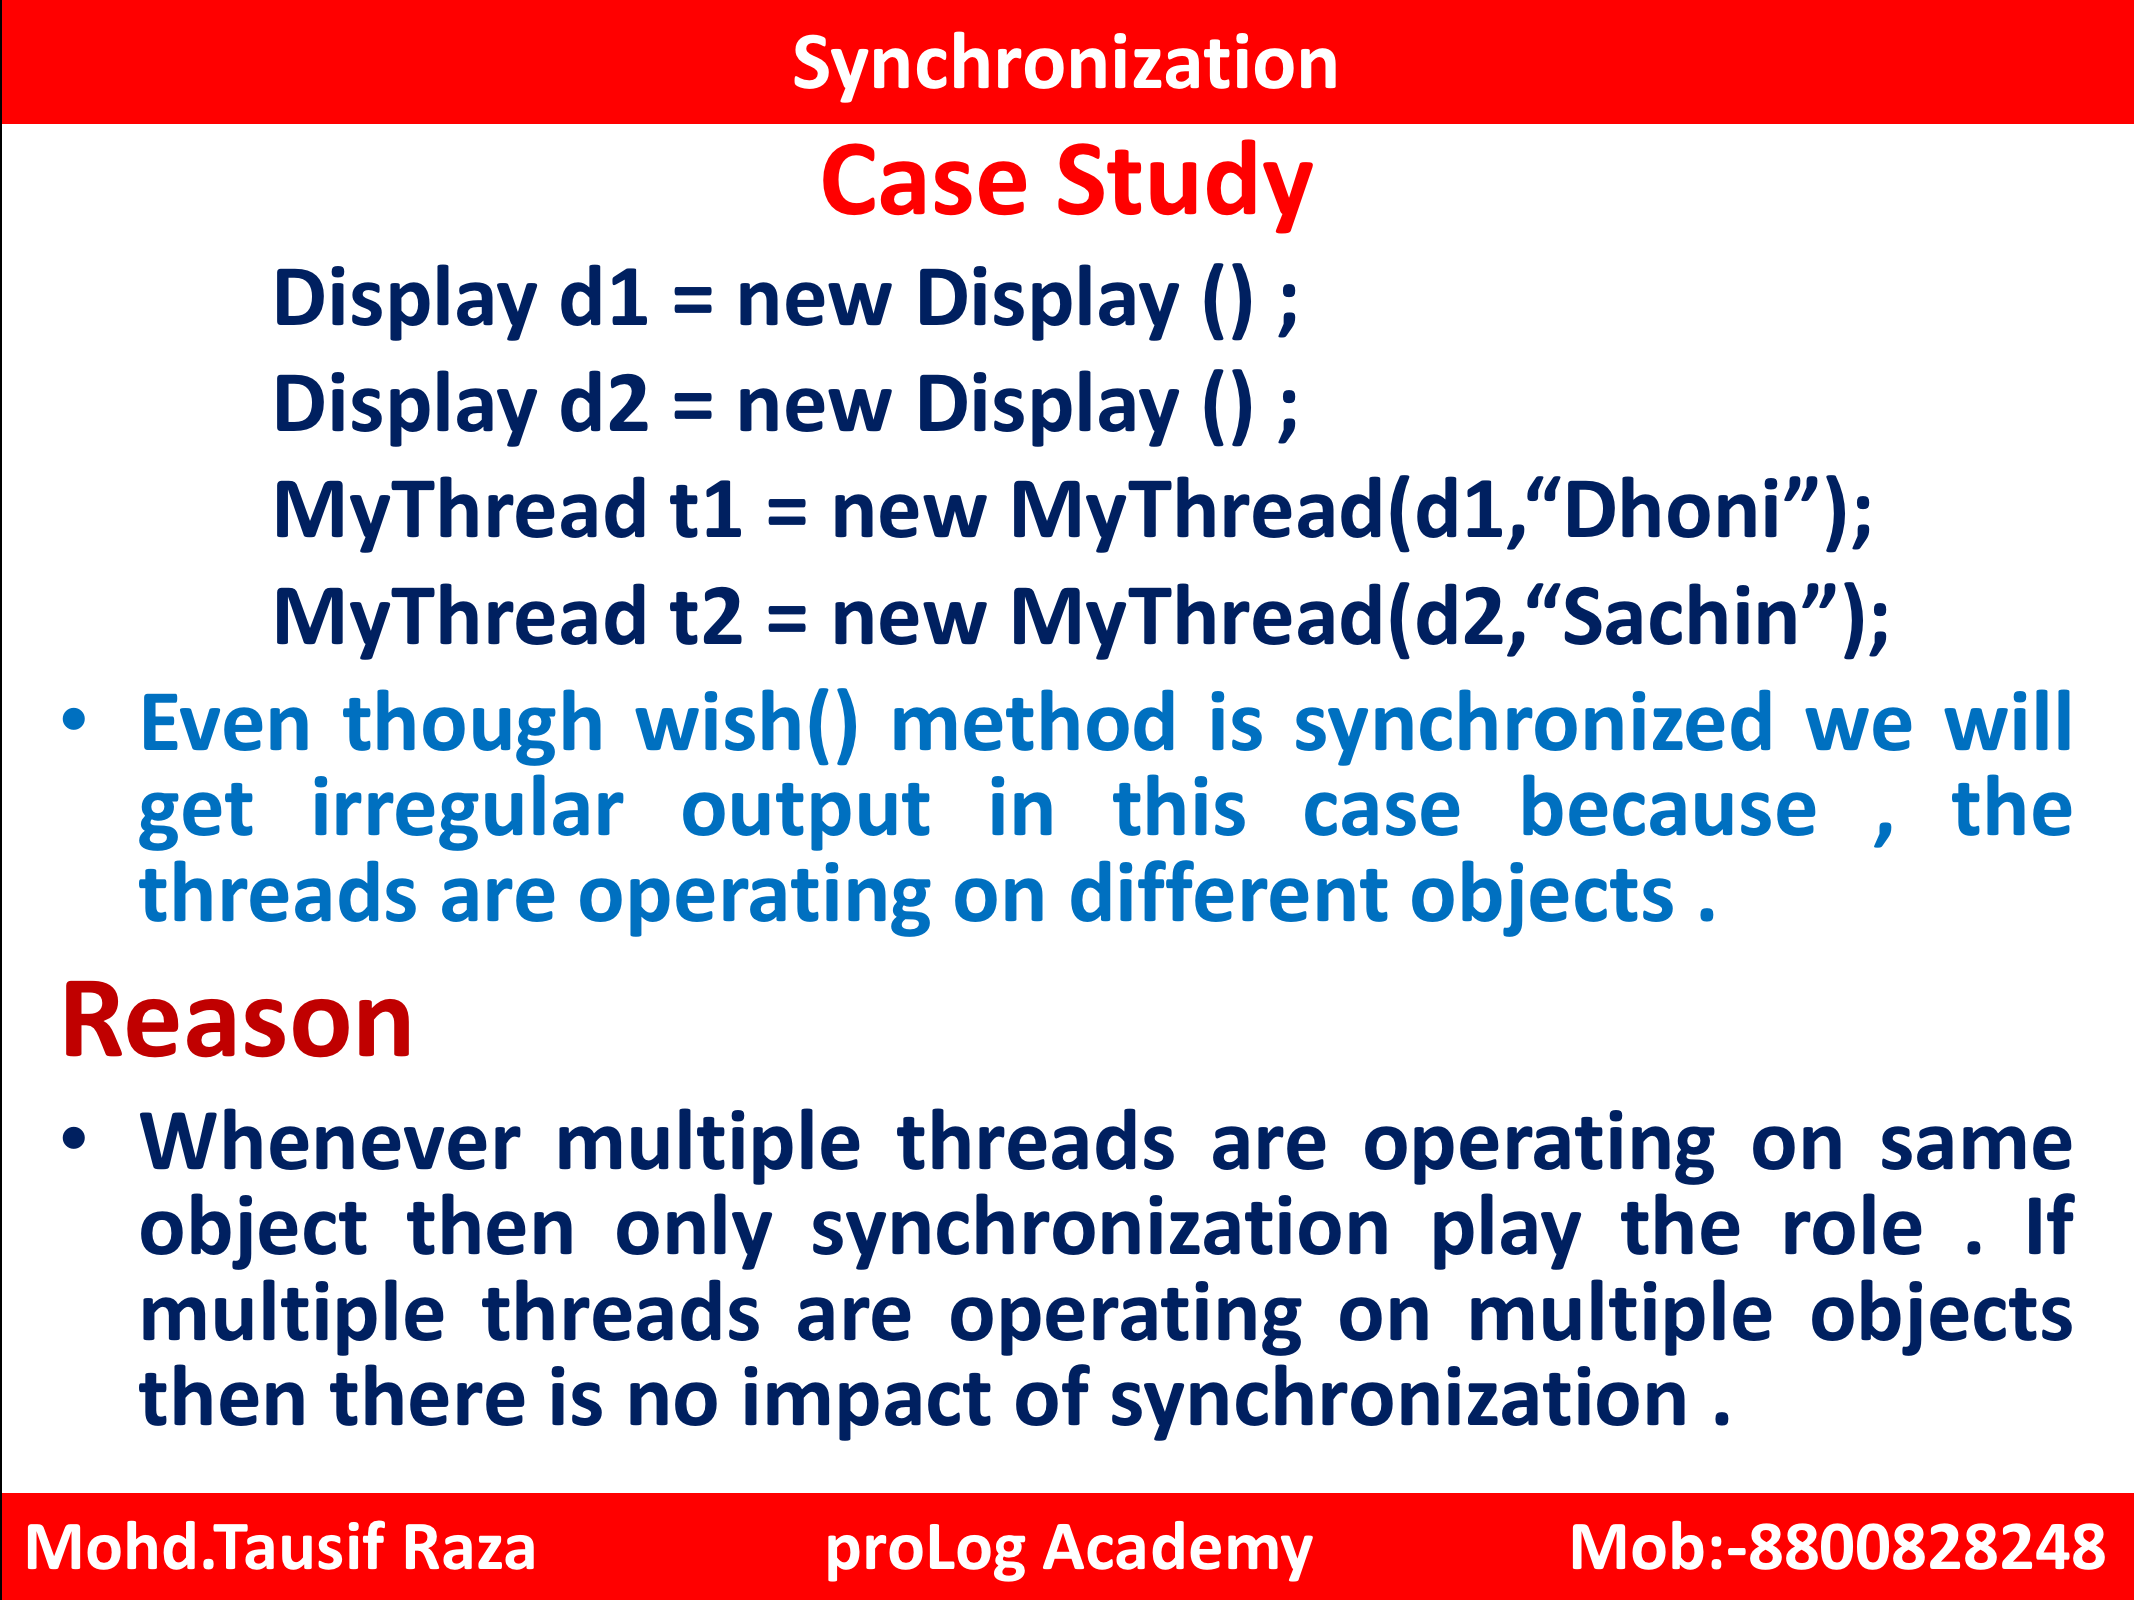 Synchronization
Case Study
Display d1 = new Display () ;
Display d2 = new Display () ;
MyThread t1 = new MyThread(d1,“Dhoni”);
MyThread t2 = new MyThread(d2,“Sachin”);
• Even though wish() method is synchronized we will
get irregular output in this case because , the
threads are operating on different objects .
Reason
• Whenever multiple threads are operating on same
object then only synchronization play the role . If
multiple threads are operating on multiple objects
then there is no impact of synchronization .
Mohd.Tausif Raza proLog Academy Mob:-8800828248